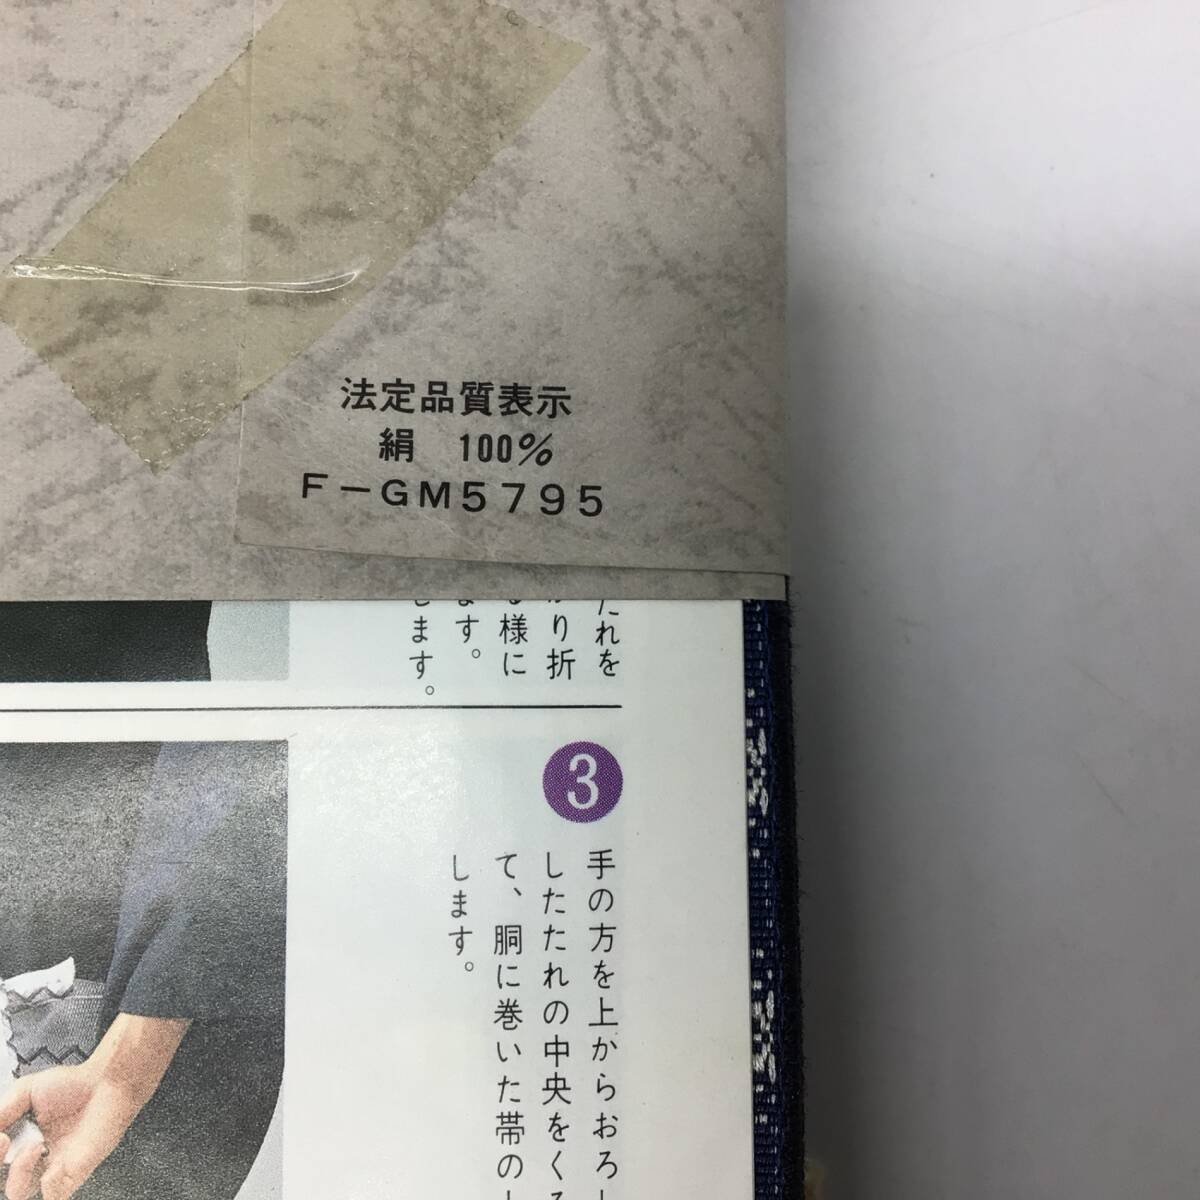 法定品質表示
絹 100%
F-GM5795
たれを
り折
様に
ます。
します。
3
手の方を上からおろし
したたれの中央をくる
て、胴に巻いた帯の上
します。